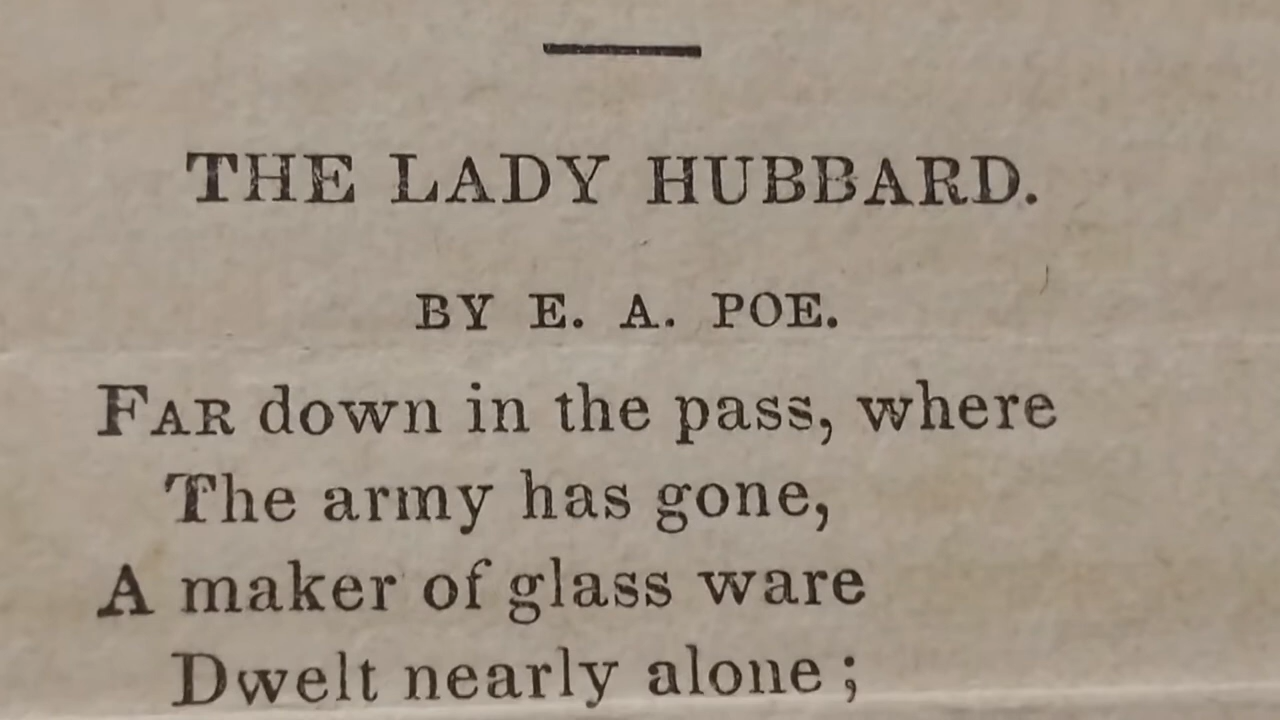 THE LADY HUBBARD.
BY E. A. POE.
FAR down in the pass, where
The army has gone,
A maker of glass ware
Dwelt nearly alone ;